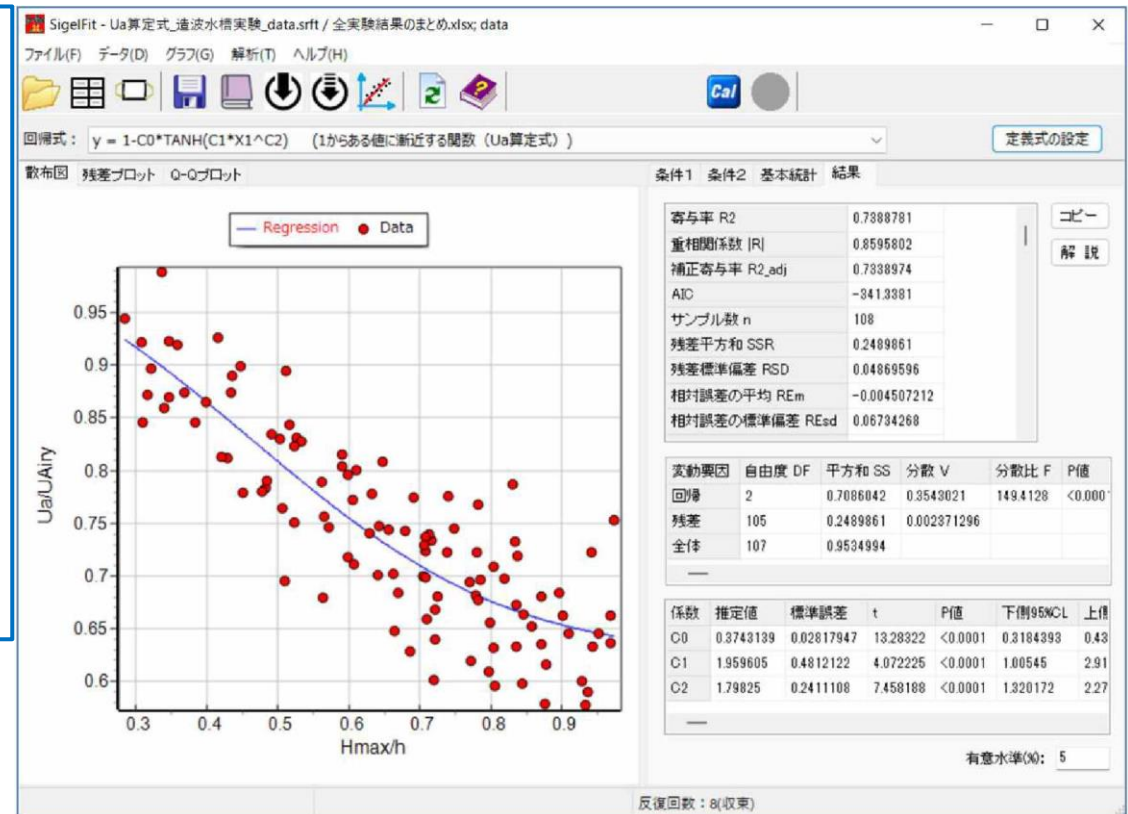 SigelFit - Ua算定式_造波水槽実験_data.srft / 全実験結果のまとめ.xlsx; data
ファイル(F) データ(D) グラフ(G) 解析(T) ヘルプ(H)
Cal
回帰式： y = 1-C0*TANH(C1*X1^C2) (1からある値に漸近する関数（Ua算定式）) 定義式の設定
散布図 残差プロット Q-Qプロット
Regression Data
Ua/UAiry
0.95
0.9
0.85
0.8
0.75
0.7
0.65
0.6
0.3 0.4 0.5 0.6 0.7 0.8 0.9
Hmax/h
条件1 条件2 基本統計 結果
寄与率 R2 0.7388781
重相関係数 |R| 0.8595802
補正寄与率 R2_adj 0.7338974
AIC -341.3381
サンプル数 n 108
残差平方和 SSR 0.2489861
残差標準偏差 RSD 0.04869596
相対誤差の平均 REm -0.004507212
相対誤差の標準偏差 REsd 0.06734268
コピー
解 説
変動要因 自由度 DF 平方和 SS 分散 V 分散比 F P値
回帰 2 0.7086042 0.3543021 149.4128 <0.000
残差 105 0.2489861 0.002371296
全体 107 0.9534994
係数 推定値 標準誤差 t P値 下側95%CL 上
C0 0.3743139 0.02817947 13.28322 <0.0001 0.3184393 0.43
C1 1.959605 0.4812122 4.072225 <0.0001 1.00545 2.91
C2 1.79825 0.2411108 7.458188 <0.0001 1.320172 2.27
有意水準(%): 5
反復回数：8(収束)